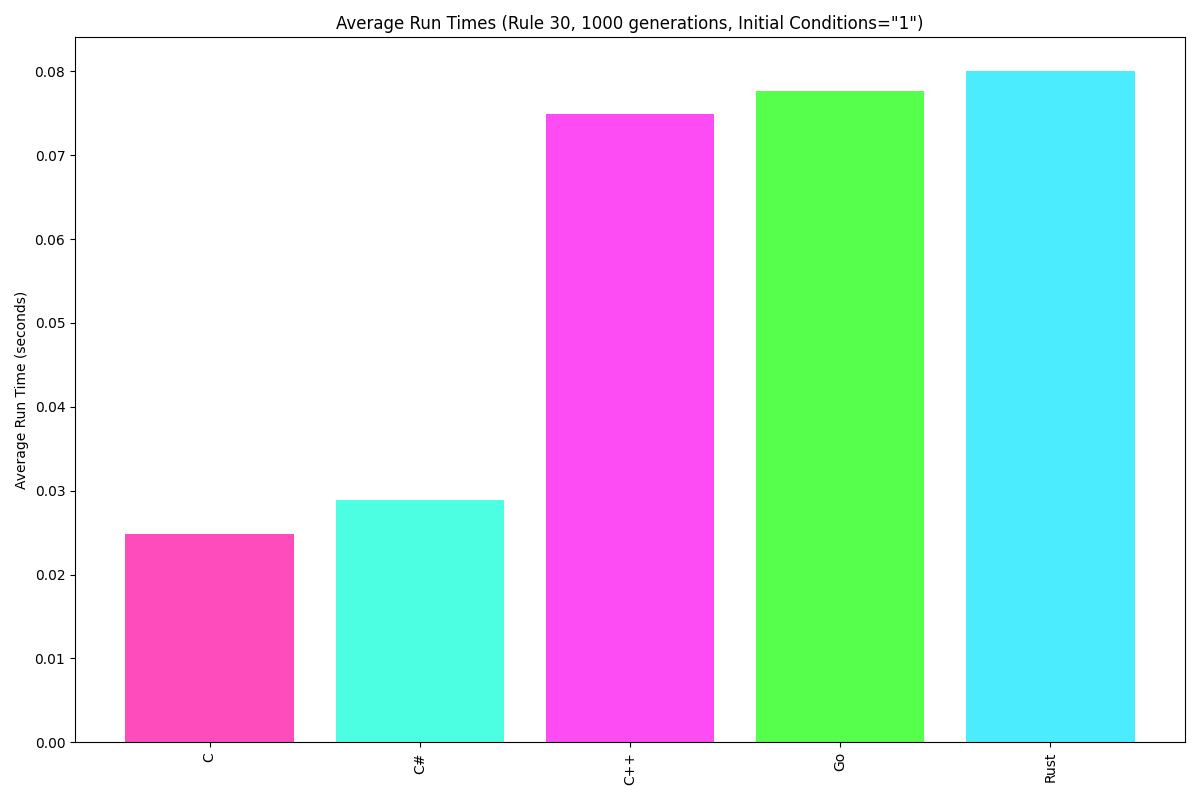 Average Run Times (Rule 30, 1000 generations, Initial Conditions="1")
Average Run Time (seconds)
0.08
0.07
0.06
0.05
0.04
0.03
0.02
0.01
0.00
C
C#
C++
Go
Rust